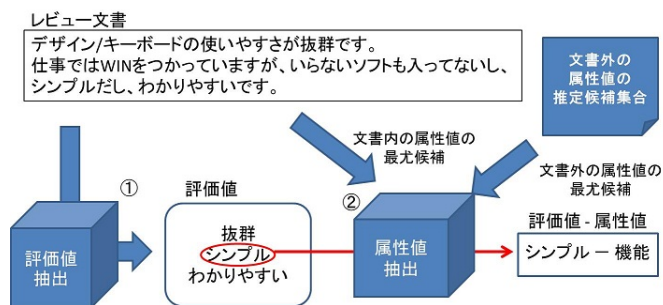 レビュー文書
デザイン/キーボードの使いやすさが抜群です。
仕事ではWINをつかっていますが、いらないソフトも入ってないし、
シンプルだし、わかりやすいです。
文書外の
属性値の
推定候補集合
文書内の属性値の
最尤候補
文書外の属性値の
最尤候補
①
評価値
抽出
評価値
抜群
シンプル
わかりやすい
②
属性値
抽出
評価値 - 属性値
シンプル － 機能